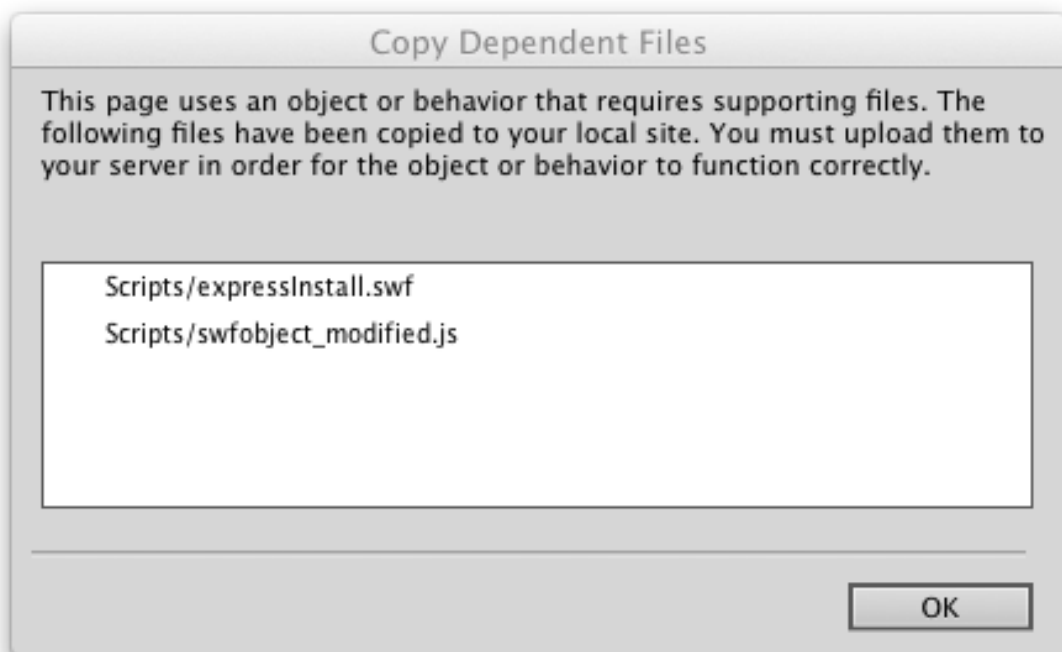 Copy Dependent Files
This page uses an object or behavior that requires supporting files. The
following files have been copied to your local site. You must upload them to
your server in order for the object or behavior to function correctly.
Scripts/expressInstall.swf
Scripts/swfobject_modified.js
OK